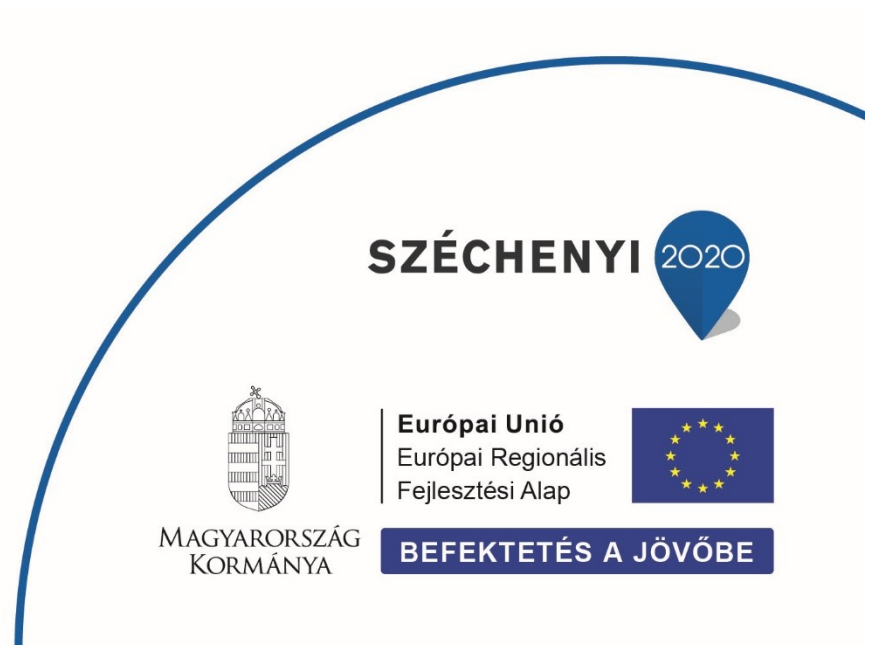 SZÉCHENYI 2020
Európai Unió
Európai Regionális
Fejlesztési Alap
MAGYARORSZÁG
KORMÁNYA
BEFEKTETÉS A JÖVŐBE